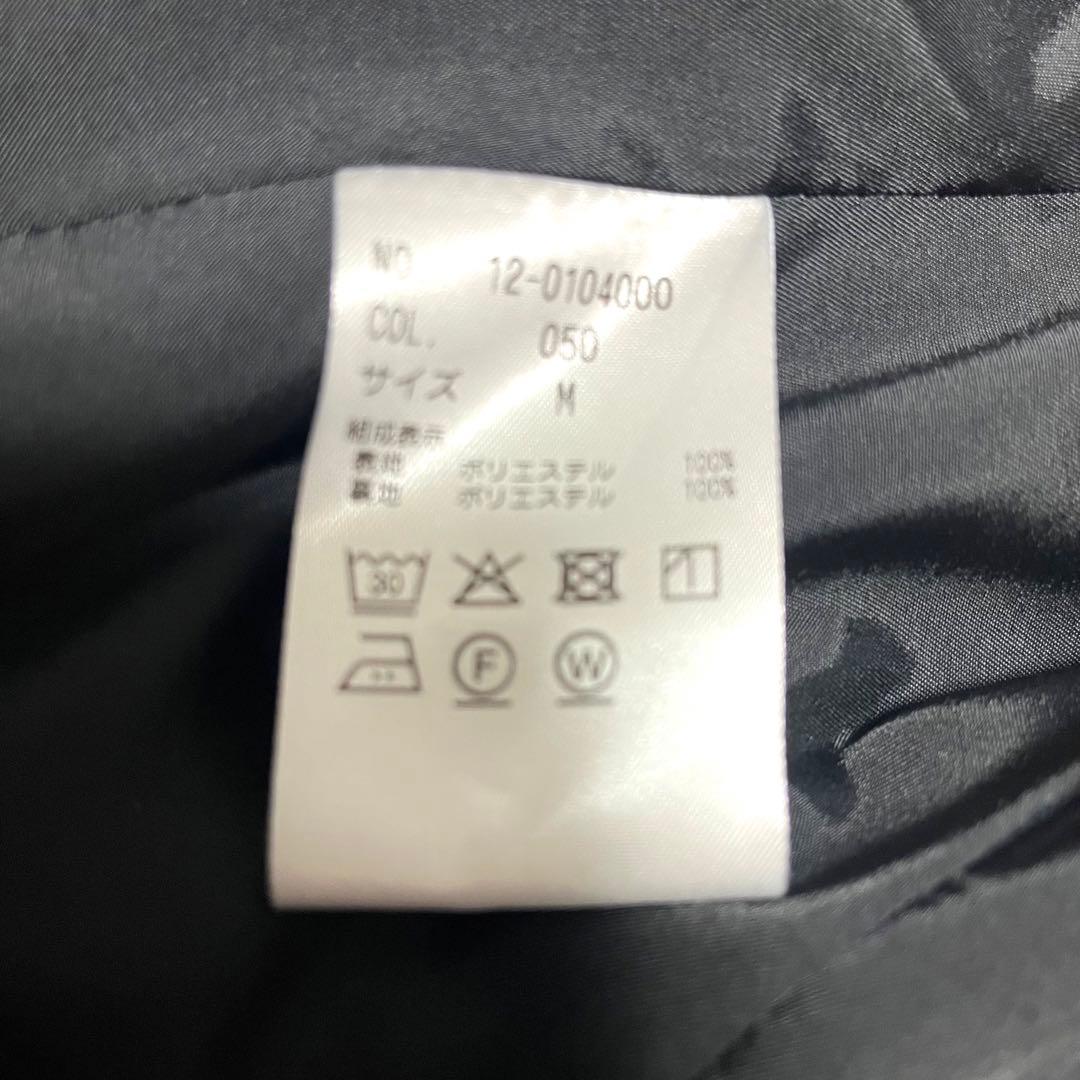 NO 12-0104000
COL. 050
サイズ M
組成表示
表地 ポリエステル 100%
裏地 ポリエステル 100%
30
F W